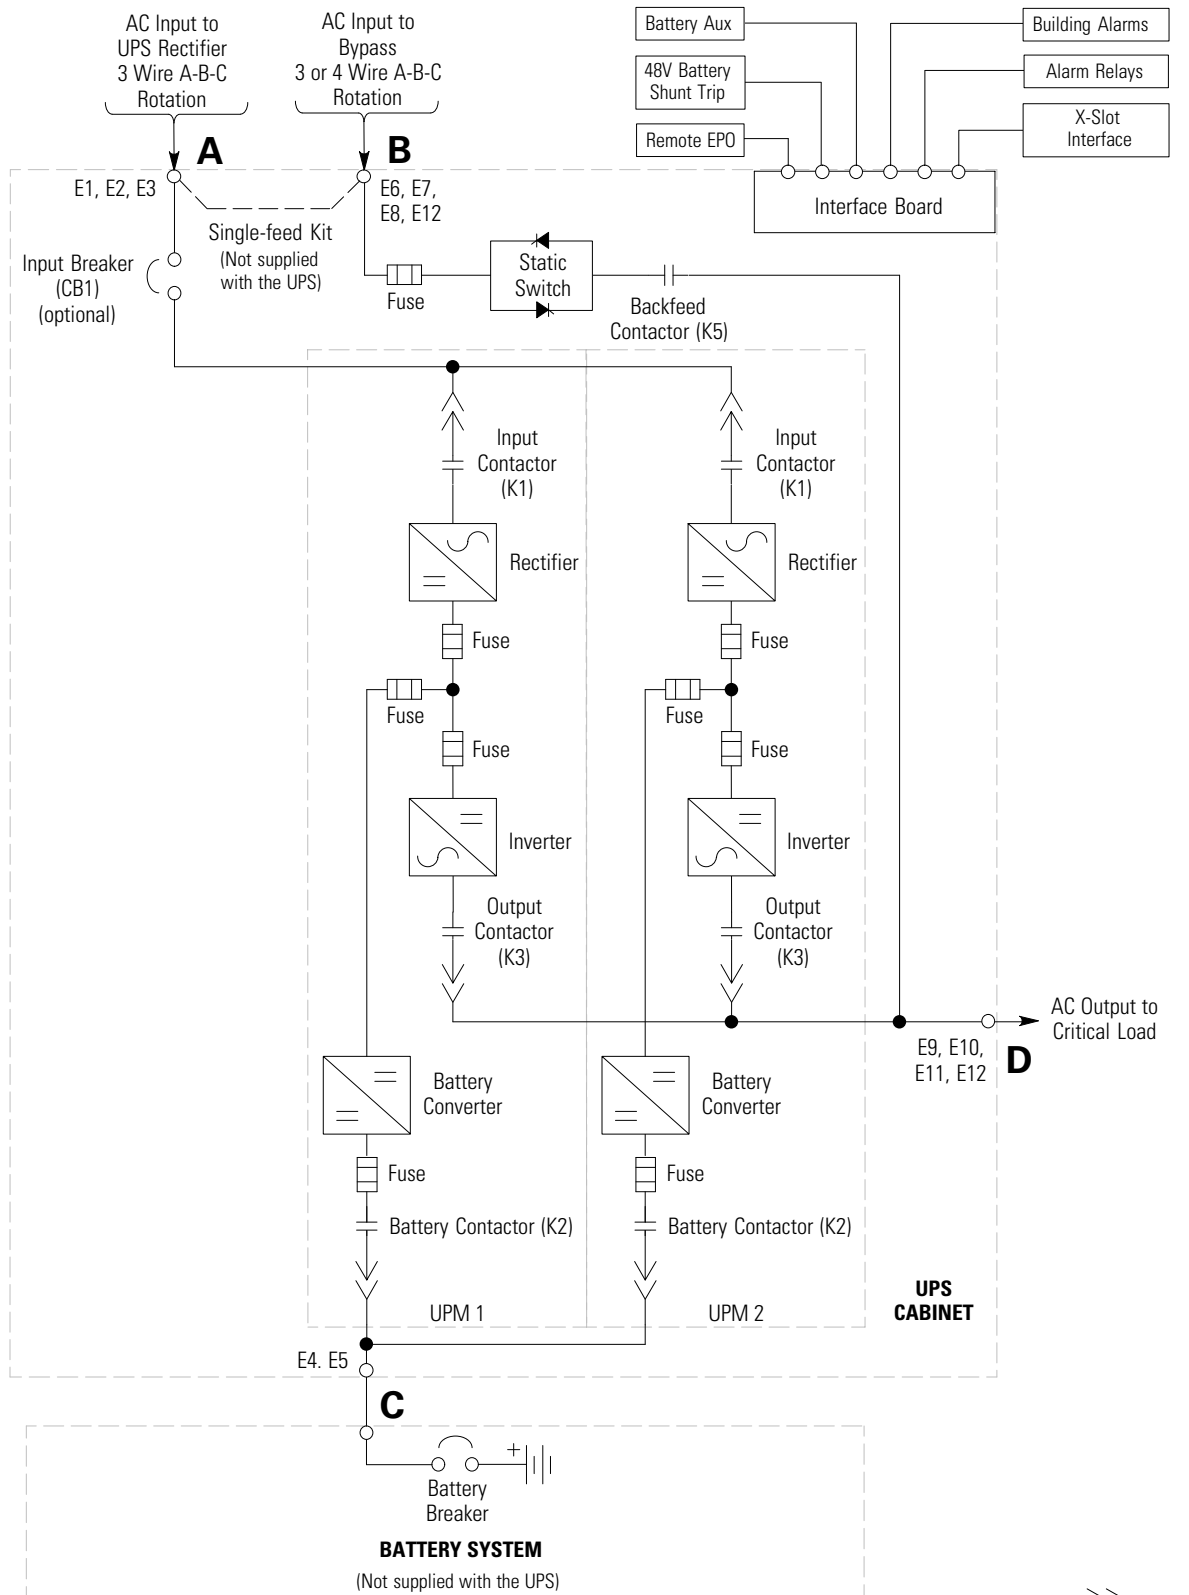 AC Input to
UPS Rectifier
3 Wire A-B-C
Rotation
AC Input to
Bypass
3 or 4 Wire A-B-C
Rotation
Battery Aux
48V Battery
Shunt Trip
Remote EPO
Building Alarms
Alarm Relays
X-Slot
Interface
A
B
E1, E2, E3
E6, E7,
E8, E12
Interface Board
Single-feed Kit
(Not supplied
with the UPS)
Input Breaker
(CB1)
(optional)
Fuse
Static
Switch
Backfeed
Contactor (K5)
Input
Contactor
(K1)
Input
Contactor
(K1)
Rectifier
Rectifier
Fuse
Fuse
Fuse
Fuse
Fuse
Fuse
Inverter
Inverter
Output
Contactor
(K3)
Output
Contactor
(K3)
AC Output to
Critical Load
E9, E10,
E11, E12
D
Battery
Converter
Battery
Converter
Fuse
Fuse
Battery Contactor (K2)
Battery Contactor (K2)
UPS
CABINET
UPM 1
UPM 2
E4. E5
C
+
Battery
Breaker
BATTERY SYSTEM
(Not supplied with the UPS)